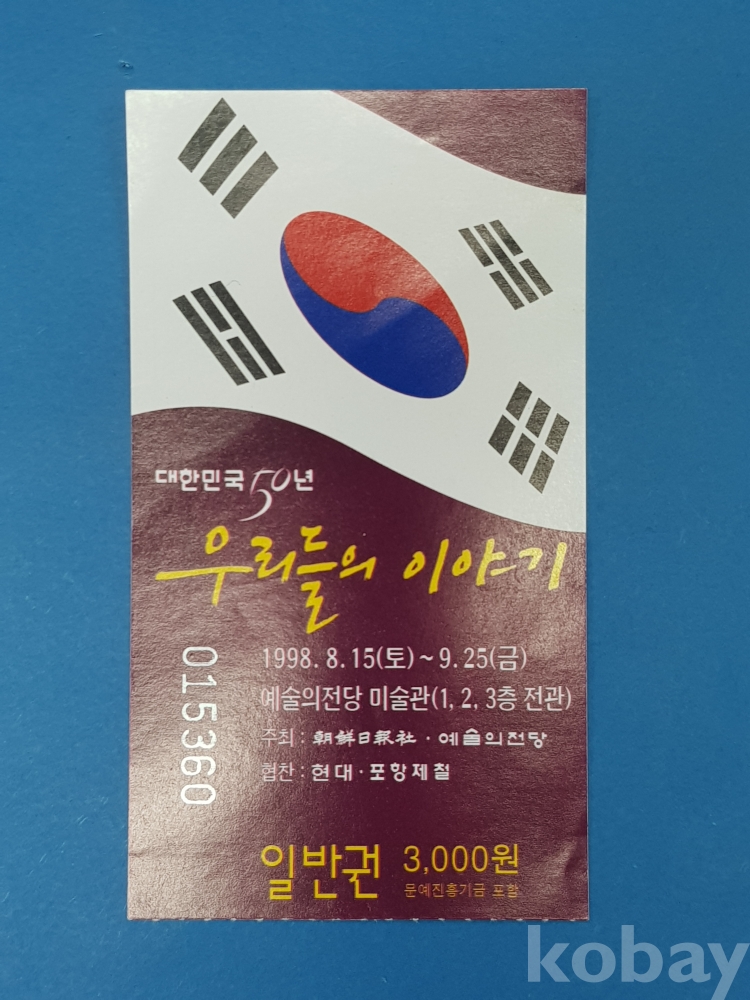 대한민국 50년
우리들의 이야기
015360
1998. 8. 15(토) ~ 9. 25(금)
예술의전당 미술관(1, 2, 3층 전관)
주최 : 朝鮮日報社 · 예술의전당
협찬 : 현대 · 포항제철
일반권 3,000원
문예진흥기금 포함
kobay